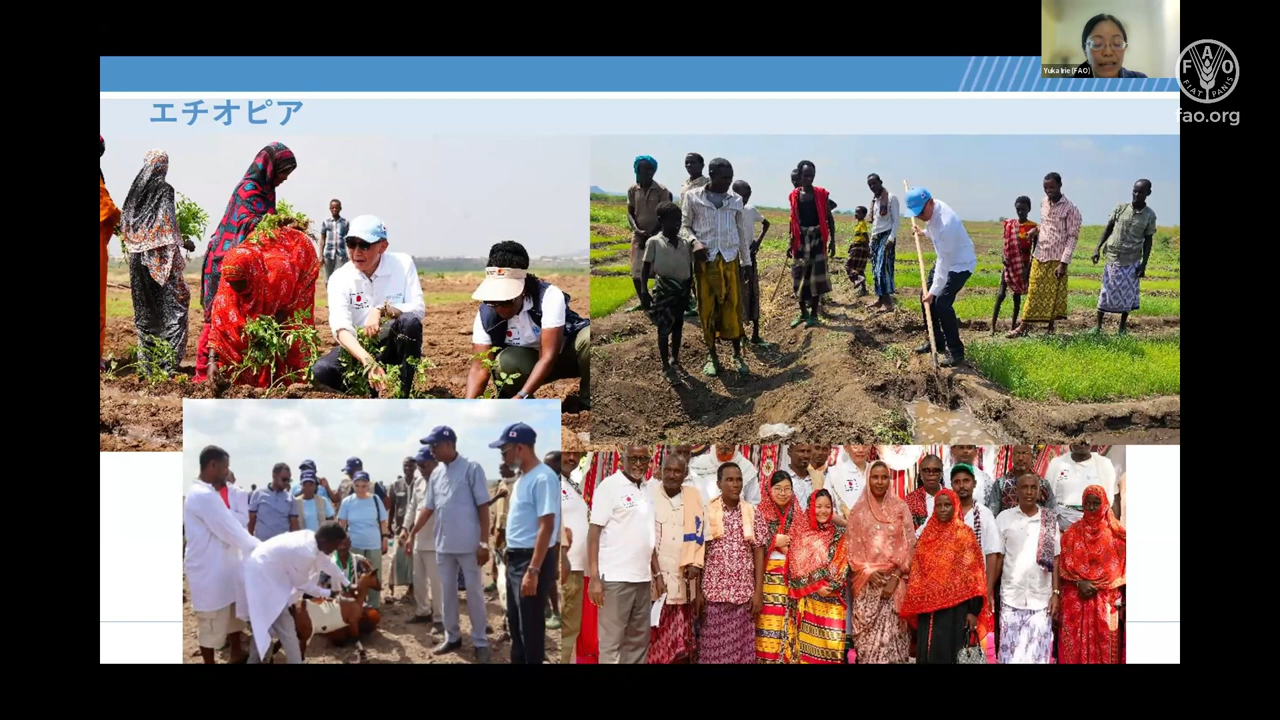 エチオピア
Yuka Irie (FAO)
F A O
FIAT PANIS
fao.org